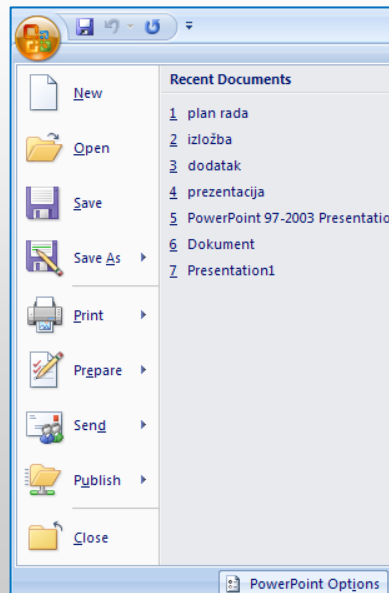 New
Open
Save
Save As
Print
Prepare
Send
Publish
Close
Recent Documents
1 plan rada
2 izložba
3 dodatak
4 prezentacija
5 PowerPoint 97-2003 Presentatio
6 Dokument
7 Presentation1
PowerPoint Options